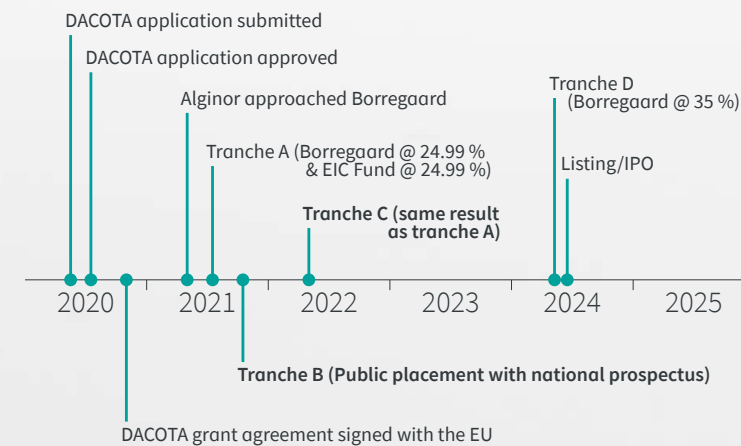 DACOTA application submitted
DACOTA application approved
Alginor approached Borregaard
Tranche A (Borregaard @ 24.99 %
& EIC Fund @ 24.99 %)
Tranche C (same result
as tranche A)
Tranche D
(Borregaard @ 35 %)
Listing/IPO
2020
2021
2022
2023
2024
2025
Tranche B (Public placement with national prospectus)
DACOTA grant agreement signed with the EU